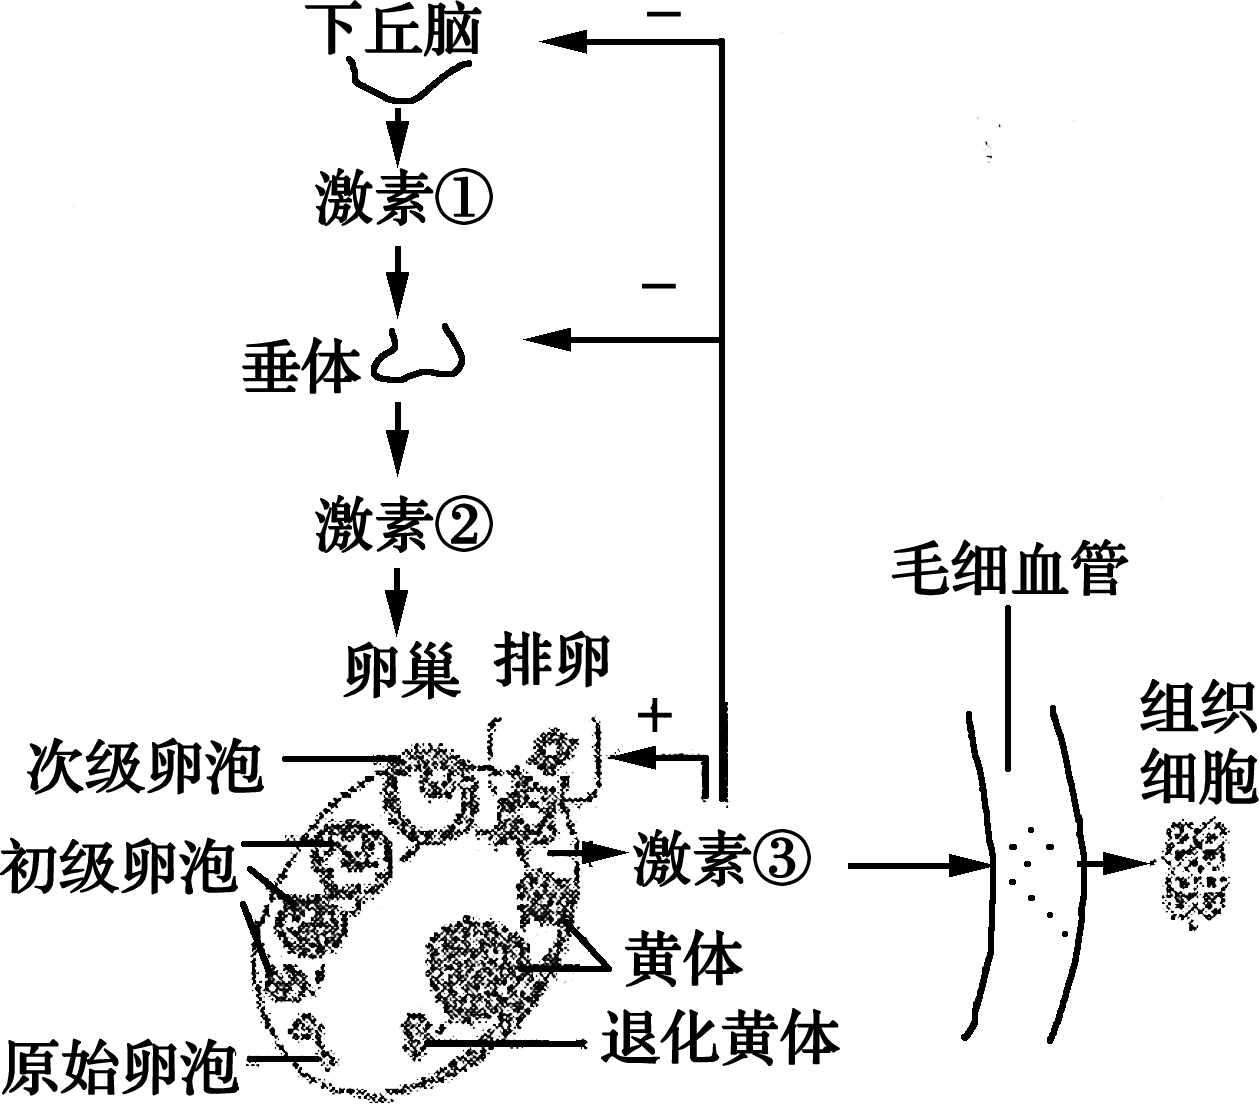 下丘脑
−
激素①
−
垂体
激素②
卵巢
排卵
毛细血管
+
组织
细胞
次级卵泡
初级卵泡
激素③
黄体
退化黄体
原始卵泡